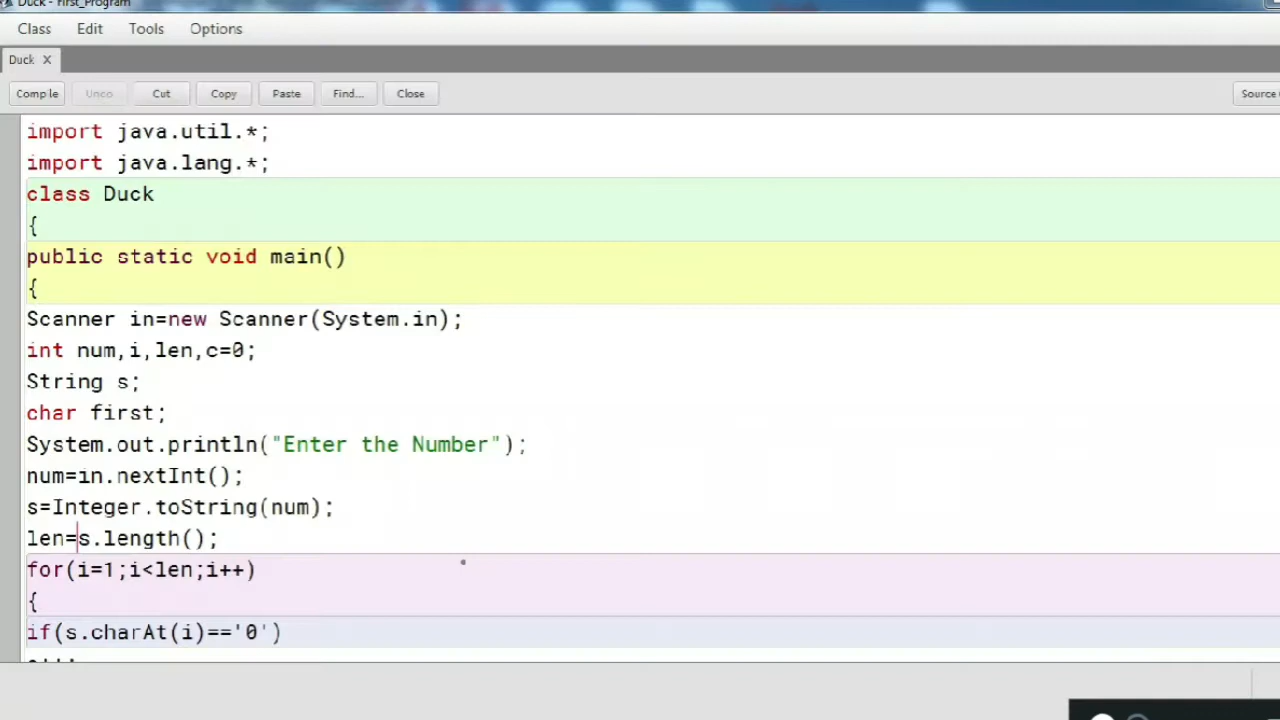 Duck - First_Program
Class Edit Tools Options
Duck X
Compile Undo Cut Copy Paste Find... Close Source
import java.util.*;
import java.lang.*;
class Duck
{
public static void main()
{
Scanner in=new Scanner(System.in);
int num,i,len,c=0;
String s;
char first;
System.out.println("Enter the Number");
num=in.nextInt();
s=Integer.toString(num);
len=s.length();
for(i=1;i<len;i++)
{
if(s.charAt(i)=='0')